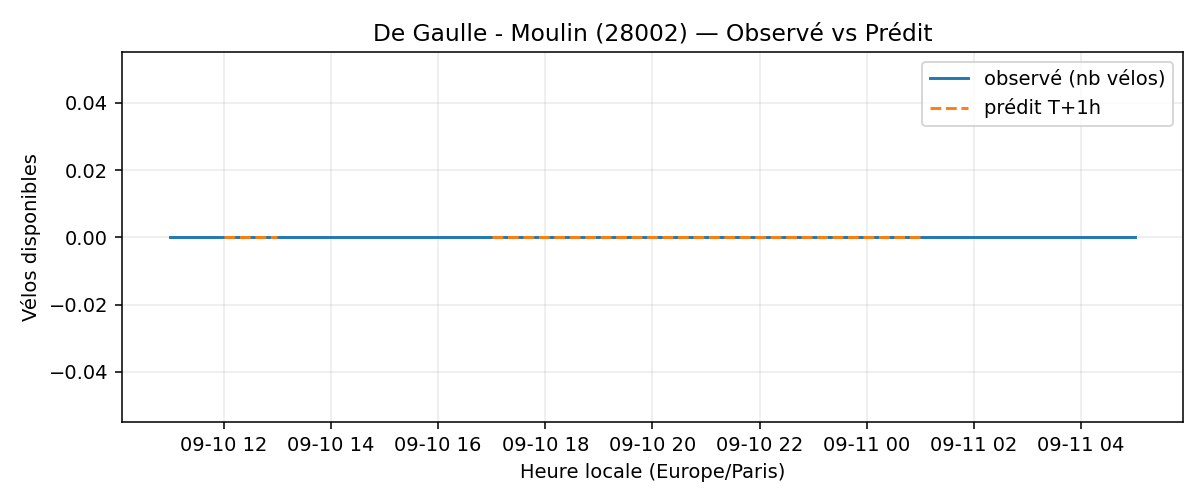 De Gaulle - Moulin (28002) — Observé vs Prédit
observé (nb vélos)
prédit T+1h
Vélos disponibles
0.04
0.02
0.00
−0.02
−0.04
09-10 12 09-10 14 09-10 16 09-10 18 09-10 20 09-10 22 09-11 00 09-11 02 09-11 04
Heure locale (Europe/Paris)